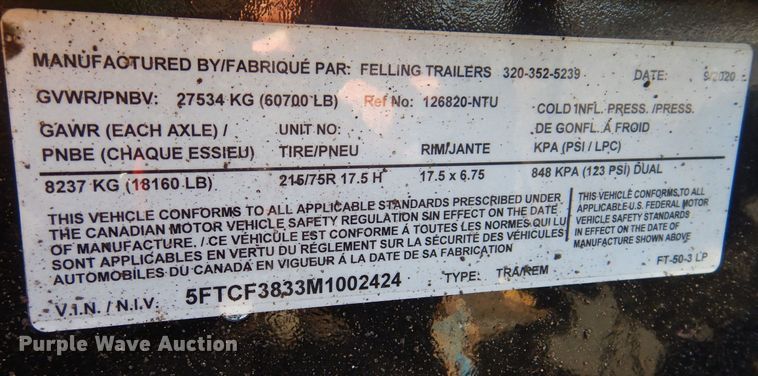 MANUFACTURED BY/FABRIQUÉ PAR: FELLING TRAILERS 320-352-5239 DATE: 9/2020
GVWR/PNBV: 27534 KG (60700 LB) Ref No: 126820-NTU
COLD INFL. PRESS. /PRESS.
GAWR (EACH AXLE) / UNIT NO:
DE GONFL. À FROID
PNBE (CHAQUE ESSIEU) TIRE/PNEU RIM/JANTE KPA (PSI / LPC)
8237 KG (18160 LB) 215/75R 17.5 H 17.5 x 6.75 848 KPA (123 PSI) DUAL
THIS VEHICLE CONFORMS TO ALL APPLICABLE STANDARDS PRESCRIBED UNDER
THE CANADIAN MOTOR VEHICLE SAFETY REGULATION SIN EFFECT ON THE DATE
OF MANUFACTURE, /.CE VÉHICULE EST CONFORME À TOUTES LES NORMES QUI LU
SONT APPLICABLES EN VERTU DU RÉGLEMENT SUR LA SÉCURITÉ DES VÉHICULES
AUTOMOBILES DU CANADA EN VIGUEUR À LA DATE DE SA FABRICATION
THIS VEHICLE CONFORMS TO ALL
APPLICABLE U.S. FEDERAL MOTOR
VEHICLE SAFETY STANDARDS
IN EFFECT ON THE DATE OF
MANUFACTURE SHOWN ABOVE
V.I.N. / N.I.V. 5FTCF3833M1002424 TYPE: TRA/REM FT-50-3 LP
Purple Wave Auction